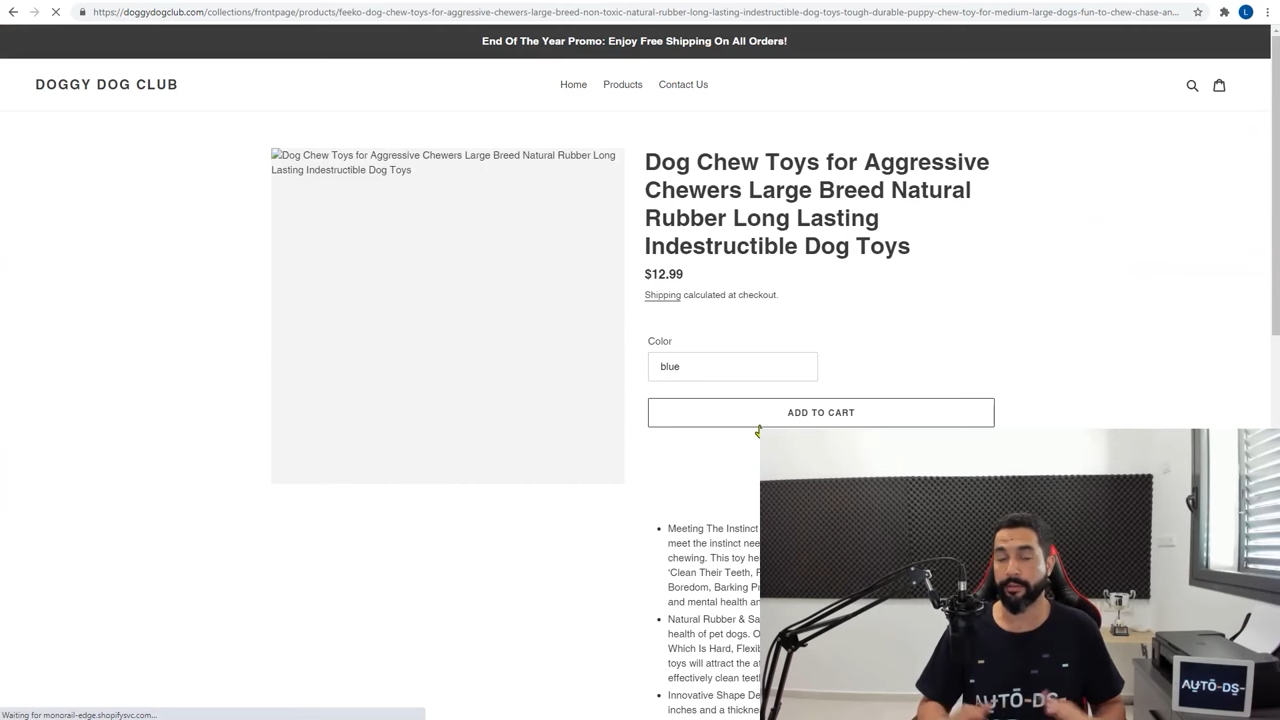 https://doggydogclub.com/collections/frontpage/products/feeko-dog-chew-toys-for-aggressive-chewers-large-breed-non-toxic-natural-rubber-long-lasting-indestructible-dog-toys-tough-durable-puppy-chew-toy-for-medium-large-dogs-fun-to-chew-chase-an...
L
End Of The Year Promo: Enjoy Free Shipping On All Orders!
DOGGY DOG CLUB
Home Products Contact Us
Dog Chew Toys for Aggressive Chewers Large Breed Natural Rubber Long
Lasting Indestructible Dog Toys
Dog Chew Toys for Aggressive
Chewers Large Breed Natural
Rubber Long Lasting
Indestructible Dog Toys
$12.99
Shipping calculated at checkout.
Color
blue
ADD TO CART
Meeting The Instinct
meet the instinct nee
chewing. This toy he
'Clean Their Teeth, F
Boredom, Barking Pr
and mental health an
Natural Rubber & Sa
health of pet dogs. O
Which Is Hard, Flexib
toys will attract the at
effectively clean teet
Innovative Shape De
inches and a thickne
AUTO-DS-
AUTO-DS-
Waiting for monorail-edge.shopifysvc.com...